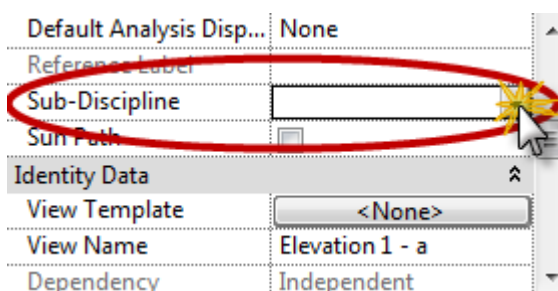 Default Analysis Disp... None
Reference Label
Sub-Discipline
Sun Path
Identity Data
View Template <None>
View Name Elevation 1 - a
Dependency Independent